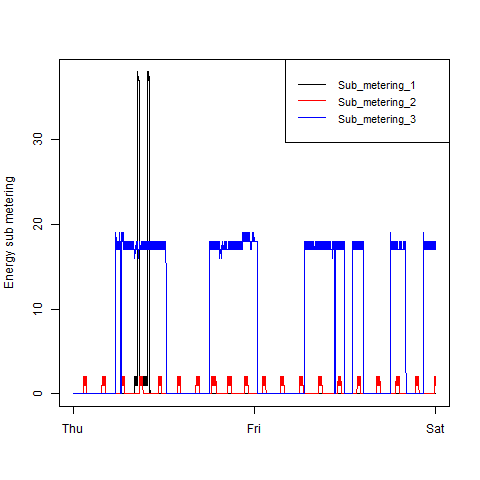 Sub_metering_1
Sub_metering_2
Sub_metering_3
Energy sub metering
30
20
10
0
Thu Fri Sat